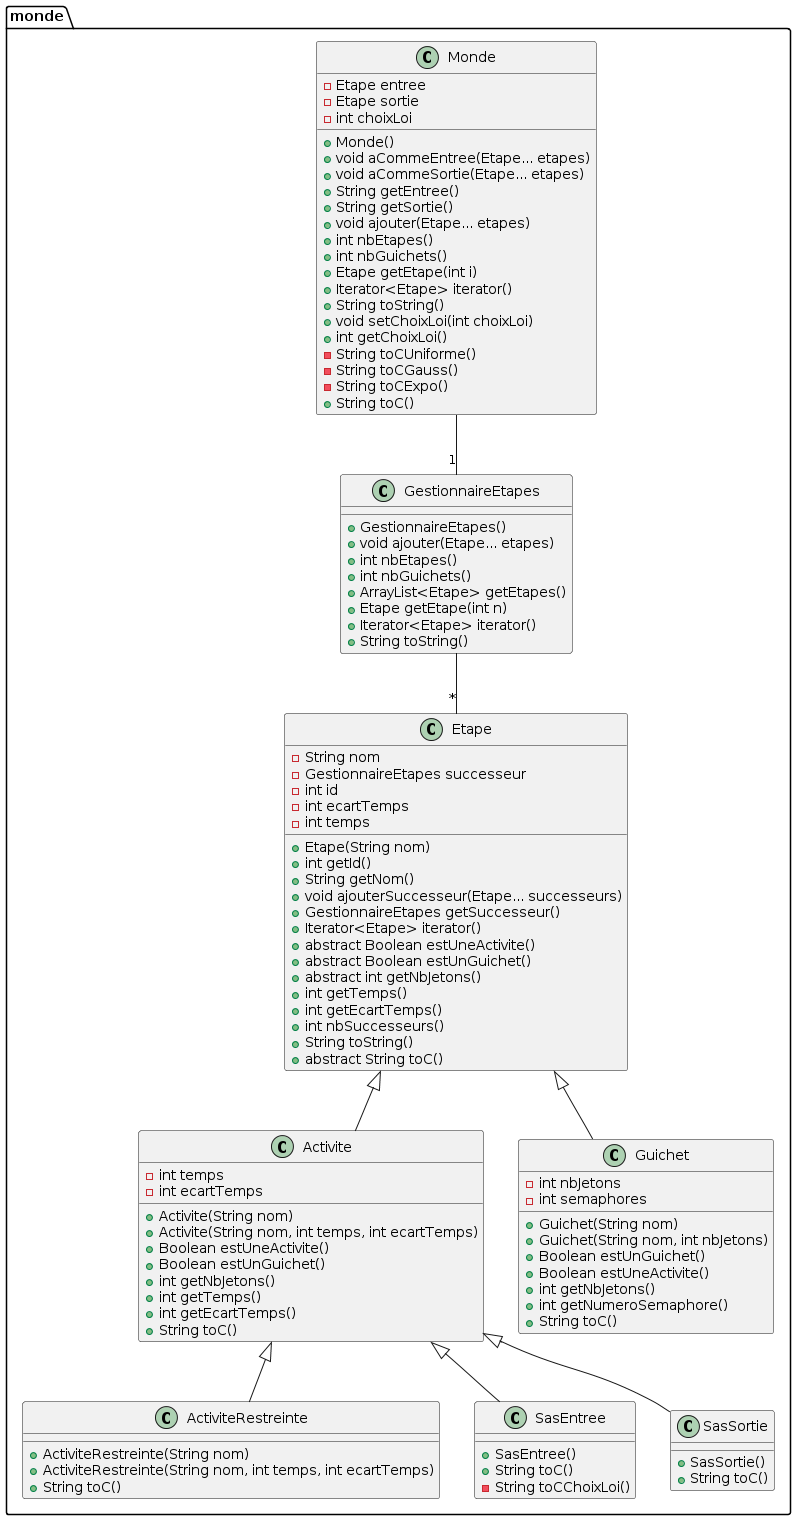 monde
C Monde
Etape entree
Etape sortie
int choixLoi
Monde()
void aCommeEntree(Etape... etapes)
void aCommeSortie(Etape... etapes)
String getEntree()
String getSortie()
void ajouter(Etape... etapes)
int nbEtapes()
int nbGuichets()
Etape getEtape(int i)
Iterator<Etape> iterator()
String toString()
void setChoixLoi(int choixLoi)
int getChoixLoi()
String toCUniforme()
String toCGauss()
String toCExpo()
String toC()
1
C GestionnaireEtapes
GestionnaireEtapes()
void ajouter(Etape... etapes)
int nbEtapes()
int nbGuichets()
ArrayList<Etape> getEtapes()
Etape getEtape(int n)
Iterator<Etape> iterator()
String toString()
*
C Etape
String nom
GestionnaireEtapes successeur
int id
int ecartTemps
int temps
Etape(String nom)
int getId()
String getNom()
void ajouterSuccesseur(Etape... successeurs)
GestionnaireEtapes getSuccesseur()
Iterator<Etape> iterator()
abstract Boolean estUneActivite()
abstract Boolean estUnGuichet()
abstract int getNbJetons()
int getTemps()
int getEcartTemps()
int nbSuccesseurs()
String toString()
abstract String toC()
C Activite
int temps
int ecartTemps
Activite(String nom)
Activite(String nom, int temps, int ecartTemps)
Boolean estUneActivite()
Boolean estUnGuichet()
int getNbJetons()
int getTemps()
int getEcartTemps()
String toC()
C Guichet
int nbJetons
int semaphores
Guichet(String nom)
Guichet(String nom, int nbJetons)
Boolean estUnGuichet()
Boolean estUneActivite()
int getNbJetons()
int getNumeroSemaphore()
String toC()
C ActiviteRestreinte
ActiviteRestreinte(String nom)
ActiviteRestreinte(String nom, int temps, int ecartTemps)
String toC()
C SasEntree
SasEntree()
String toC()
String toCChoixLoi()
C SasSortie
SasSortie()
String toC()